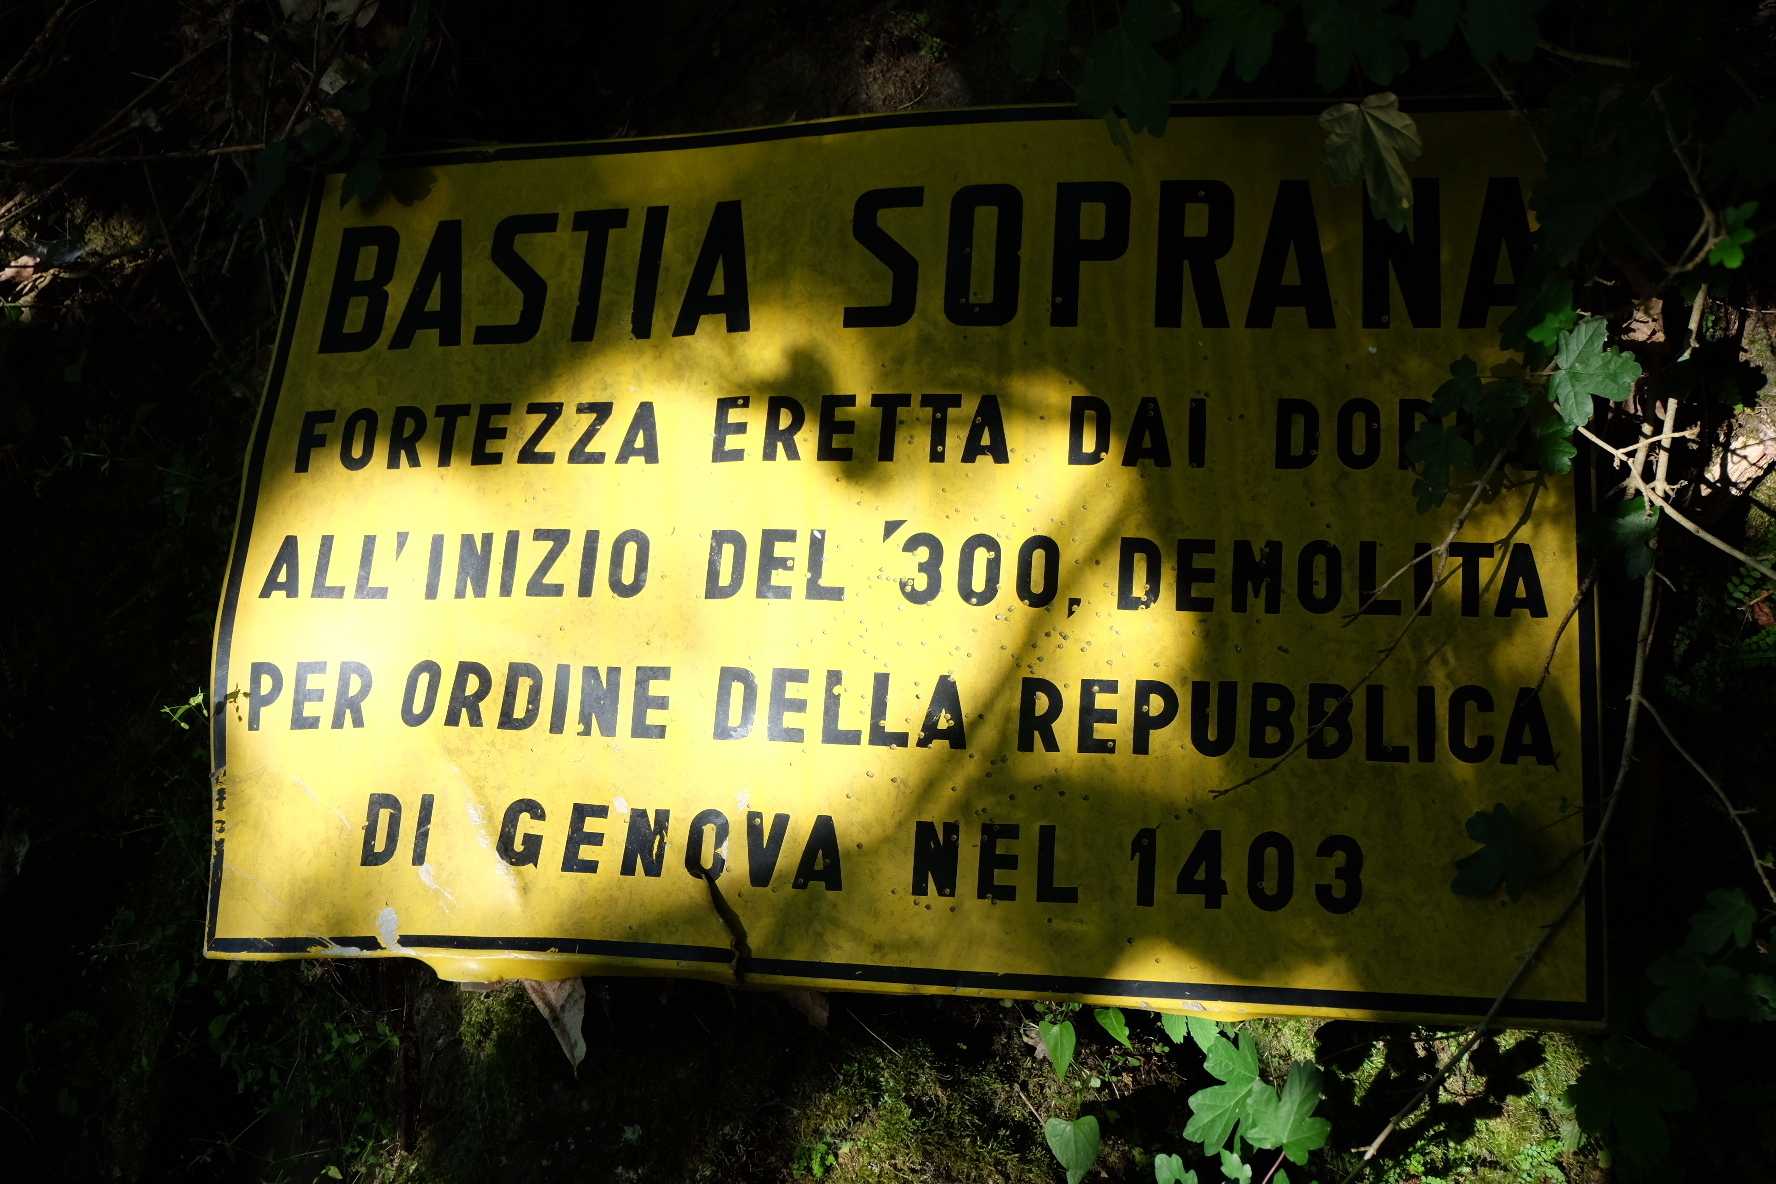 BASTIA SOPRANA
FORTEZZA ERETTA DAI
ALL'INIZIO DEL '300, DEMOLITA
PER ORDINE DELLA REPUBBLICA
DI GENOVA NEL 1403